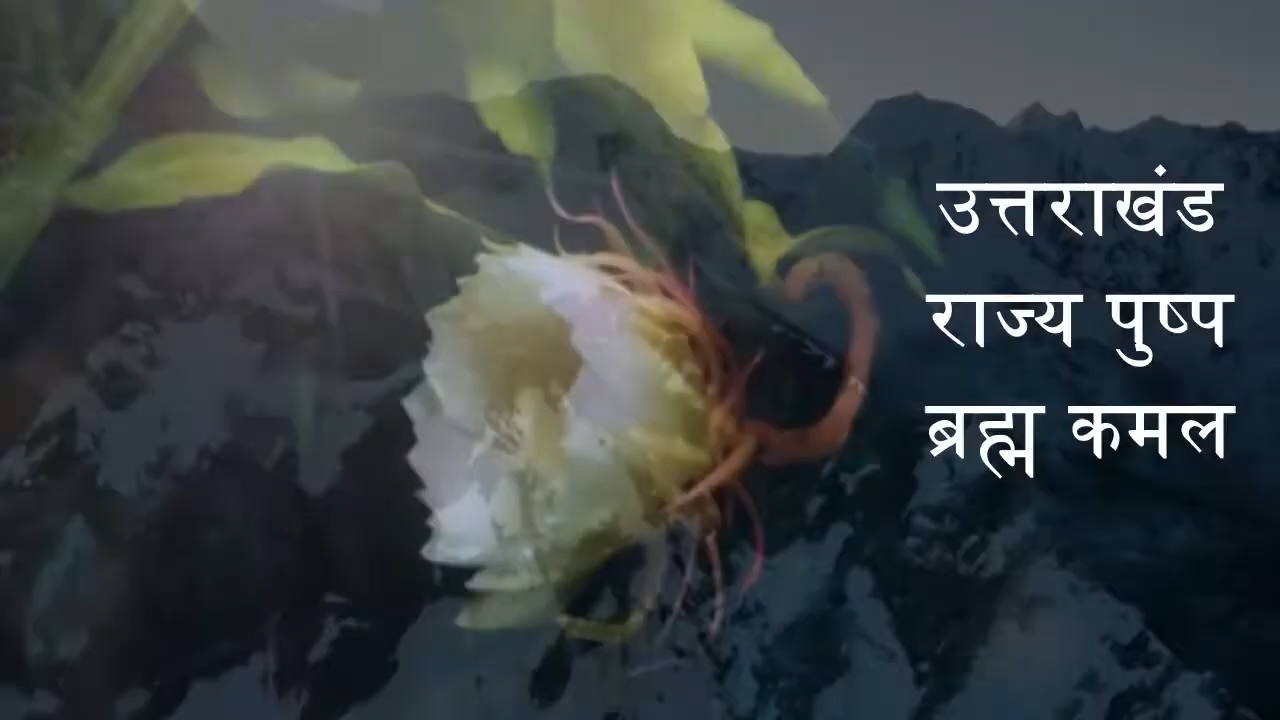 उत्तराखंड
राज्य पुष्प
ब्रह्म कमल